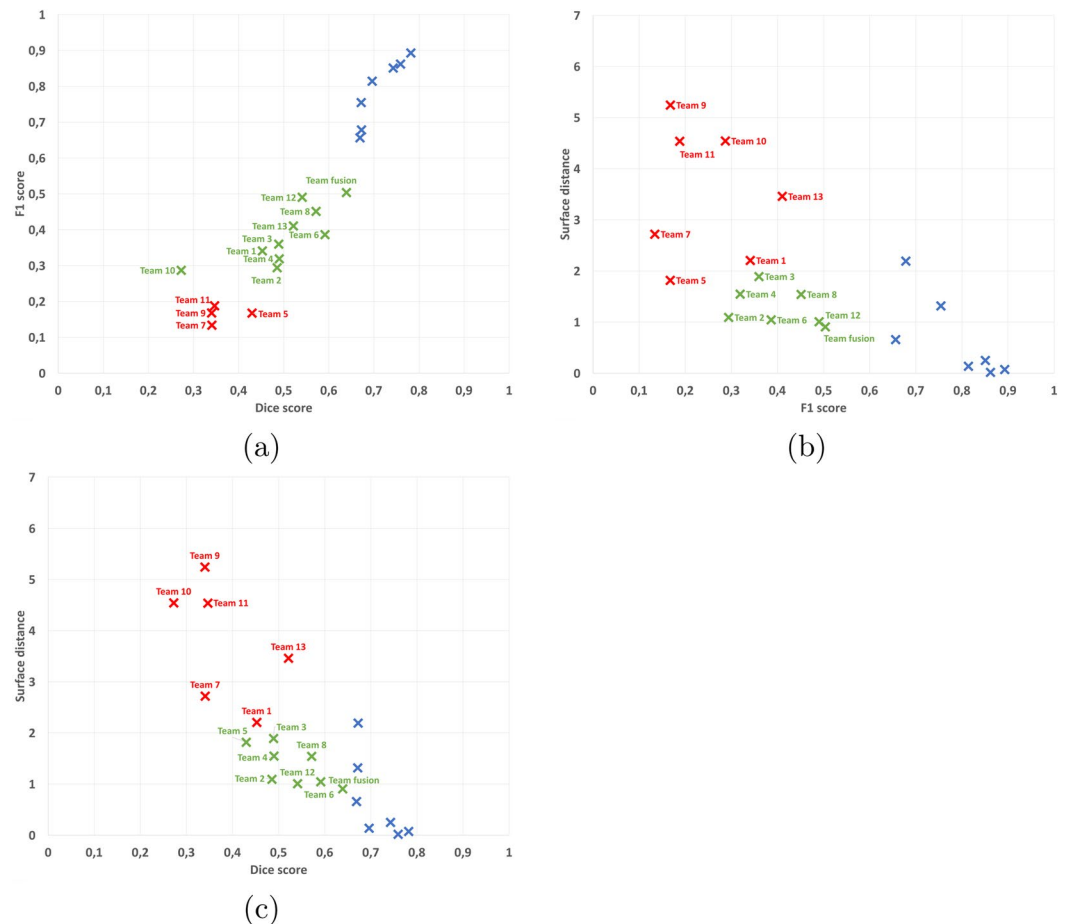 1
0,9
0,8
0,7
0,6
0,5
0,4
0,3
0,2
0,1
0
F1 score
Team fusion
Team 12
Team 8
Team 13
Team 6
Team 3
Team 1
Team 4
Team 10
Team 2
Team 11
Team 9
Team 5
Team 7
0 0,1 0,2 0,3 0,4 0,5 0,6 0,7 0,8 0,9 1
Dice score
(a)
7
6
5
4
3
2
1
0
Surface distance
Team 9
Team 10
Team 11
Team 13
Team 7
Team 1
Team 5
Team 3
Team 4
Team 8
Team 2
Team 6
Team 12
Team fusion
0 0,1 0,2 0,3 0,4 0,5 0,6 0,7 0,8 0,9 1
F1 score
(b)
7
6
5
4
3
2
1
0
Surface distance
Team 9
Team 10
Team 11
Team 13
Team 7
Team 1
Team 5
Team 3
Team 4
Team 8
Team 2
Team 12
Team fusion
Team 6
0 0,1 0,2 0,3 0,4 0,5 0,6 0,7 0,8 0,9 1
Dice score
(c)